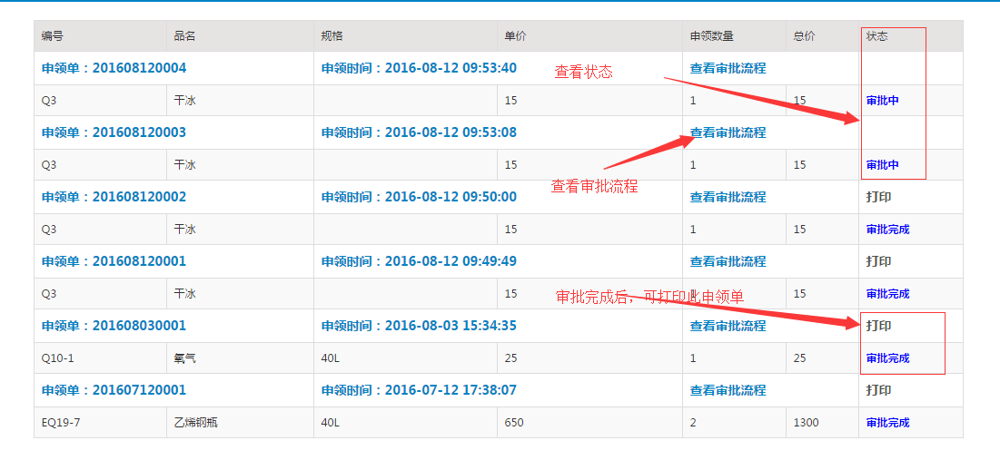 编号 品名 规格 单价 申领数量 总价 状态
申领单：201608120004 申领时间：2016-08-12 09:53:40 查看审批流程
查看状态
Q3 干冰 15 1 15 审批中
申领单：201608120003 申领时间：2016-08-12 09:53:08 查看审批流程
Q3 干冰 15 1 15 审批中
查看审批流程
申领单：201608120002 申领时间：2016-08-12 09:50:00 查看审批流程 打印
Q3 干冰 15 1 15 审批完成
申领单：201608120001 申领时间：2016-08-12 09:49:49 查看审批流程 打印
Q3 干冰 15 1 15 审批完成
审批完成后，可打印此申领单
申领单：201608030001 申领时间：2016-08-03 15:34:35 查看审批流程 打印
Q10-1 氧气 40L 25 1 25 审批完成
申领单：201607120001 申领时间：2016-07-12 17:38:07 查看审批流程 打印
EQ19-7 乙烯钢瓶 40L 650 2 1300 审批完成